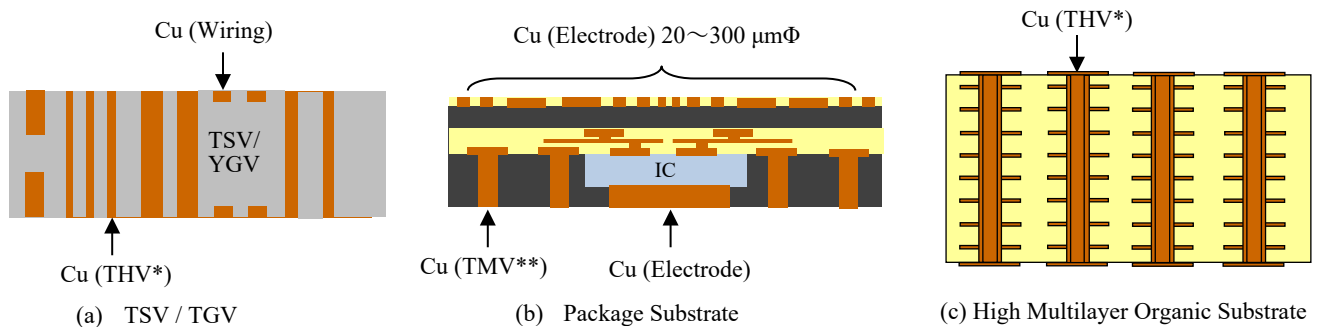 Cu (Wiring)
TSV/
YGV
Cu (THV*)
(a) TSV / TGV
Cu (Electrode) 20～300 μmΦ
IC
Cu (TMV**)
Cu (Electrode)
(b) Package Substrate
Cu (THV*)
(c) High Multilayer Organic Substrate